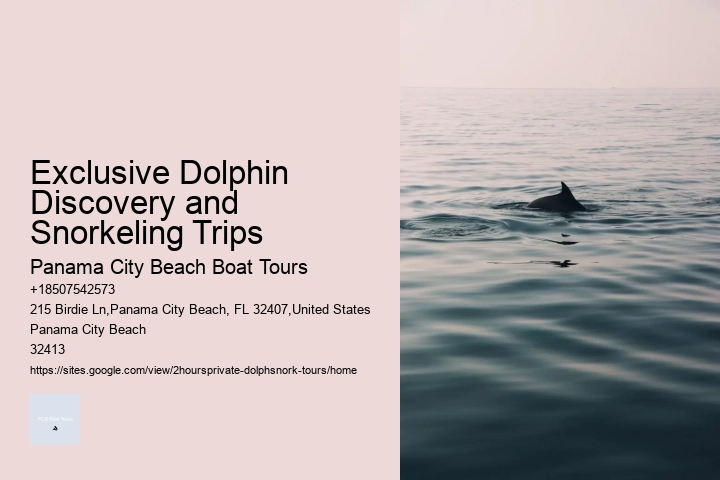 Exclusive Dolphin
Discovery and
Snorkeling Trips
Panama City Beach Boat Tours
+18507542573
215 Birdie Ln,Panama City Beach, FL 32407,United States
Panama City Beach
32413
https://sites.google.com/view/2hoursprivate-dolphsnork-tours/home